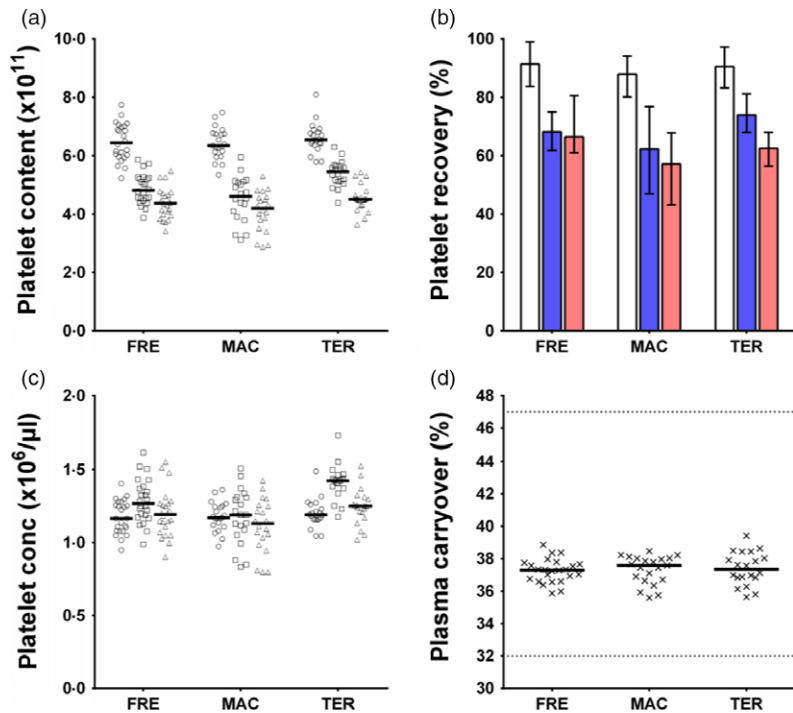 (a)
Platelet content (x10¹¹)
10·0
8·0
6·0
4·0
2·0
0·0
FRE MAC TER
(b)
Platelet recovery (%)
100
80
60
40
20
0
FRE MAC TER
(c)
Platelet conc (x10⁶/µl)
2·0
1·5
1·0
0·5
0·0
FRE MAC TER
(d)
Plasma carryover (%)
48
46
44
42
40
38
36
34
32
30
FRE MAC TER